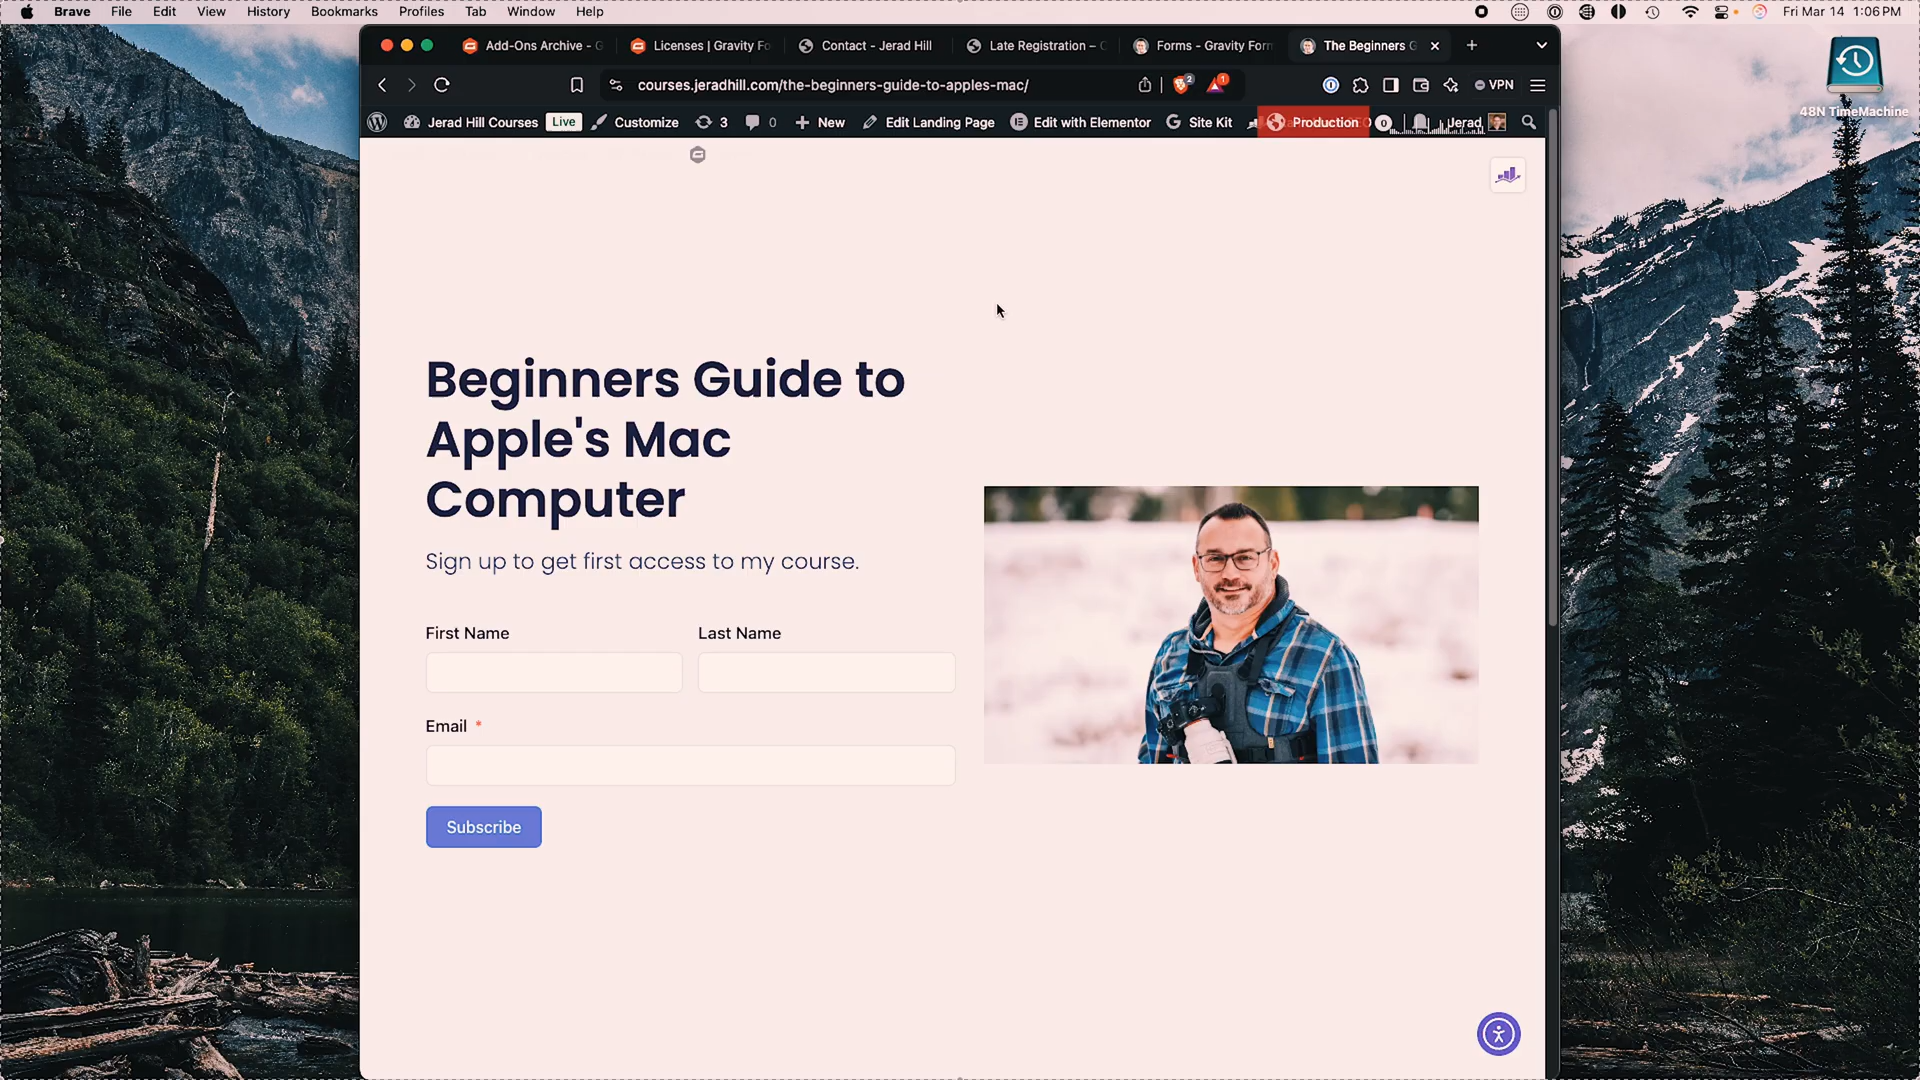 Brave File Edit View History Bookmarks Profiles Tab Window Help Fri Mar 14 1:06 PM
Add-Ons Archive - G Licenses | Gravity Fo Contact - Jerad Hill Late Registration – C Forms - Gravity Form The Beginners G
courses.jeradhill.com/the-beginners-guide-to-apples-mac/ 2 1 VPN
48N TimeMachine
Jerad Hill Courses Live Customize 3 0 New Edit Landing Page Edit with Elementor Site Kit Production 0 Jerad
Beginners Guide to
Apple's Mac
Computer
Sign up to get first access to my course.
First Name Last Name
Email *
Subscribe